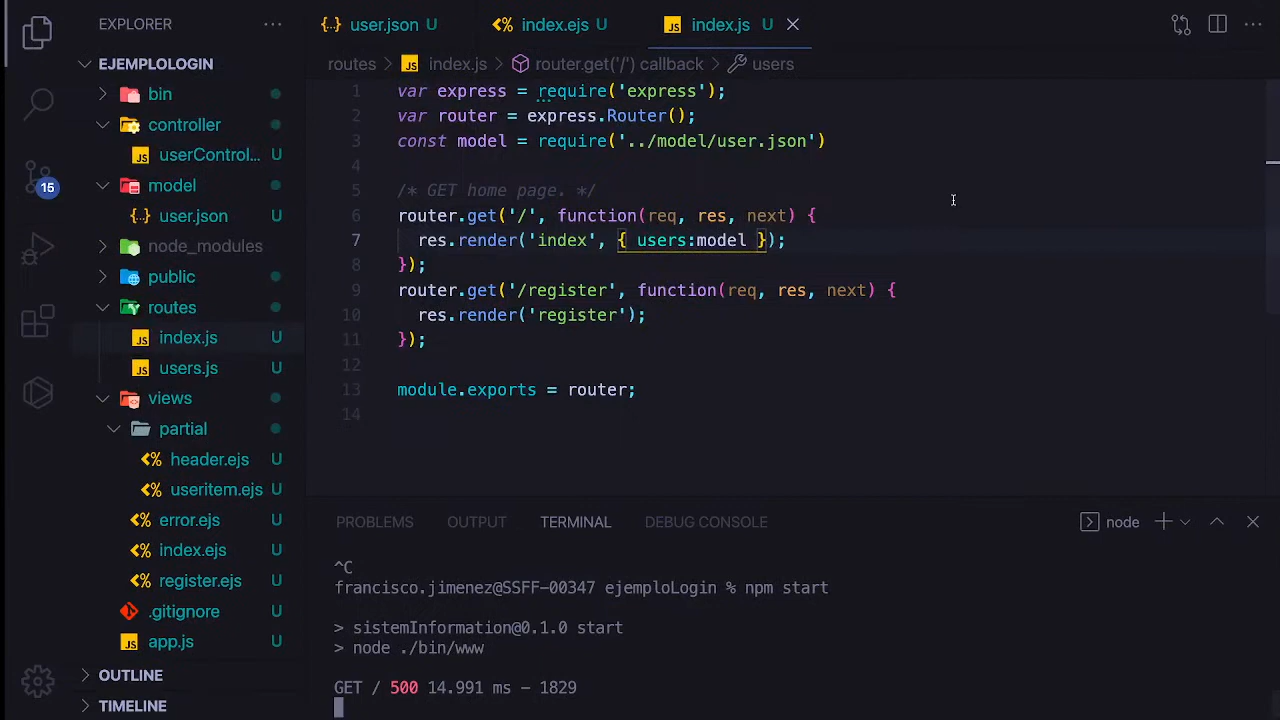 EXPLORER ...
EJEMPLOLOGIN
bin
controller
userControl... U
model
user.json U
node_modules
public
routes
index.js U
users.js U
views
partial
header.ejs U
useritem.ejs U
error.ejs U
index.ejs U
register.ejs U
.gitignore U
app.js U
OUTLINE
TIMELINE
15
{..} user.json U
<% index.ejs U
JS index.js U
routes JS index.js router.get('/') callback users
1 var express = require('express');
2 var router = express.Router();
3 const model = require('../model/user.json')
4
5 /* GET home page. */
6 router.get('/', function(req, res, next) {
7 res.render('index', { users:model });
8 });
9 router.get('/register', function(req, res, next) {
10 res.render('register');
11 });
12
13 module.exports = router;
14
PROBLEMS OUTPUT TERMINAL DEBUG CONSOLE node
^C
francisco.jimenez@SSFF-00347 ejemploLogin % npm start
> sistemInformation@0.1.0 start
> node ./bin/www
GET / 500 14.991 ms - 1829